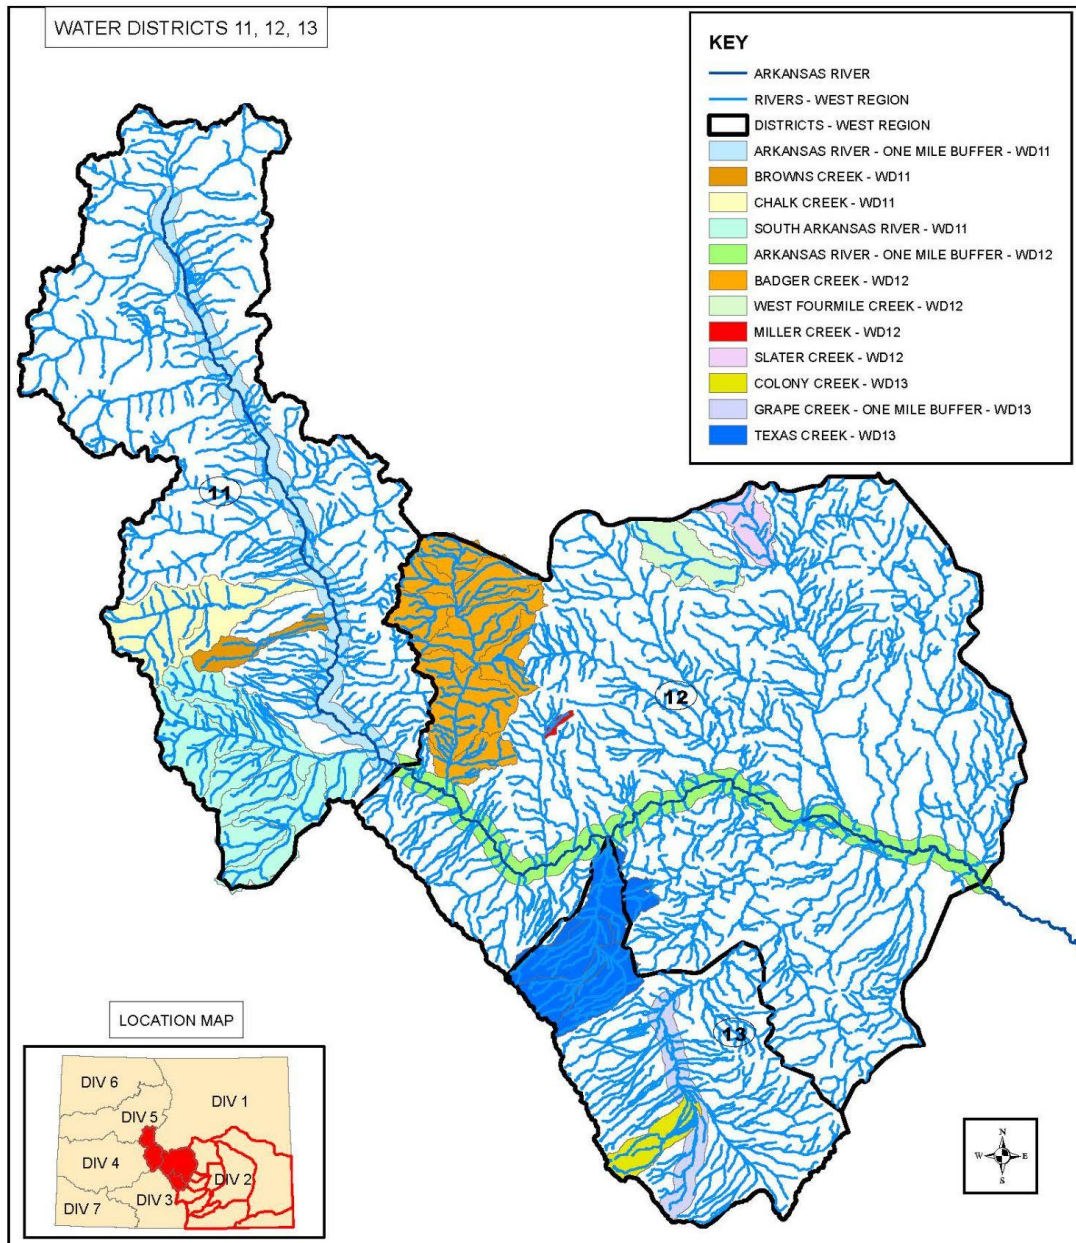 WATER DISTRICTS 11, 12, 13
KEY
ARKANSAS RIVER
RIVERS - WEST REGION
DISTRICTS - WEST REGION
ARKANSAS RIVER - ONE MILE BUFFER - WD11
BROWNS CREEK - WD11
CHALK CREEK - WD11
SOUTH ARKANSAS RIVER - WD11
ARKANSAS RIVER - ONE MILE BUFFER - WD12
BADGER CREEK - WD12
WEST FOURMILE CREEK - WD12
MILLER CREEK - WD12
SLATER CREEK - WD12
COLONY CREEK - WD13
GRAPE CREEK - ONE MILE BUFFER - WD13
TEXAS CREEK - WD13
11
12
13
LOCATION MAP
DIV 6
DIV 1
DIV 5
DIV 4
DIV 2
DIV 3
DIV 7
N
W E
S